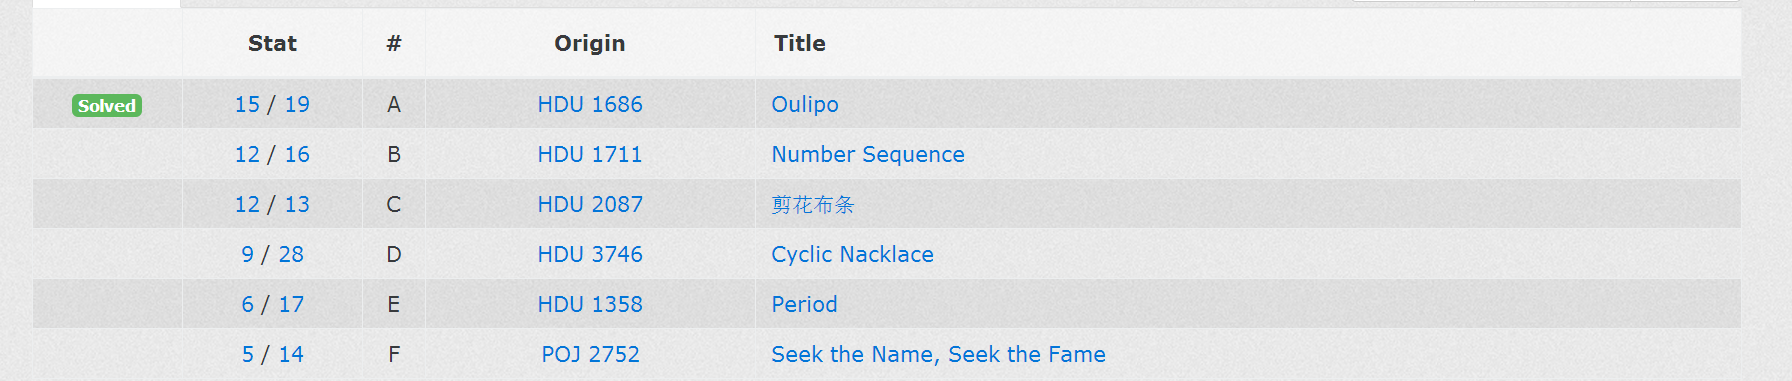 Stat # Origin Title
Solved 15 / 19 A HDU 1686 Oulipo
12 / 16 B HDU 1711 Number Sequence
12 / 13 C HDU 2087 剪花布条
9 / 28 D HDU 3746 Cyclic Nacklace
6 / 17 E HDU 1358 Period
5 / 14 F POJ 2752 Seek the Name, Seek the Fame